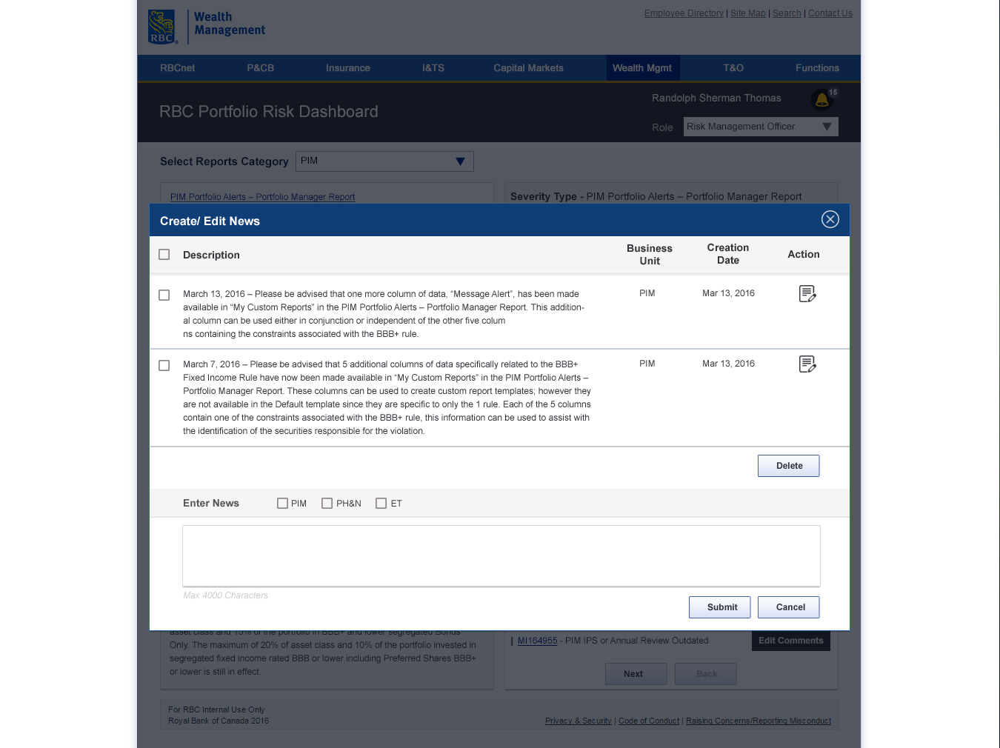 Wealth
Management
RBC
Employee Directory | Site Map | Search | Contact Us
RBCnet P&CB Insurance I&TS Capital Markets Wealth Mgmt T&O Functions
RBC Portfolio Risk Dashboard
Randolph Sherman Thomas
15
Role Risk Management Officer
Select Reports Category PIM
PIM Portfolio Alerts – Portfolio Manager Report
Severity Type - PIM Portfolio Alerts – Portfolio Manager Report
Create/ Edit News
Description
Business
Unit
Creation
Date
Action
March 13, 2016 – Please be advised that one more column of data, “Message Alert”, has been made
available in “My Custom Reports” in the PIM Portfolio Alerts – Portfolio Manager Report. This addition-
al column can be used either in conjunction or independent of the other five colum
ns containing the constraints associated with the BBB+ rule.
PIM
Mar 13, 2016
March 7, 2016 – Please be advised that 5 additional columns of data specifically related to the BBB+
Fixed Income Rule have now been made available in “My Custom Reports” in the PIM Portfolio Alerts –
Portfolio Manager Report. These columns can be used to create custom report templates; however they
are not available in the Default template since they are specific to only the 1 rule. Each of the 5 columns
contain one of the constraints associated with the BBB+ rule, this information can be used to assist with
the identification of the securities responsible for the violation.
PIM
Mar 13, 2016
Delete
Enter News PIM PH&N ET
Max 4000 Characters
Submit Cancel
asset class and 15% of the portfolio in BBB+ and lower segregated Bonds
Only. The maximum of 20% of asset class and 10% of the portfolio invested in
segregated fixed income rated BBB or lower including Preferred Shares BBB+
or lower is still in effect.
MI164955 - PIM IPS or Annual Review Outdated
Edit Comments
Next Back
For RBC Internal Use Only
Royal Bank of Canada 2016
Privacy & Security | Code of Conduct | Raising Concerns/Reporting Misconduct